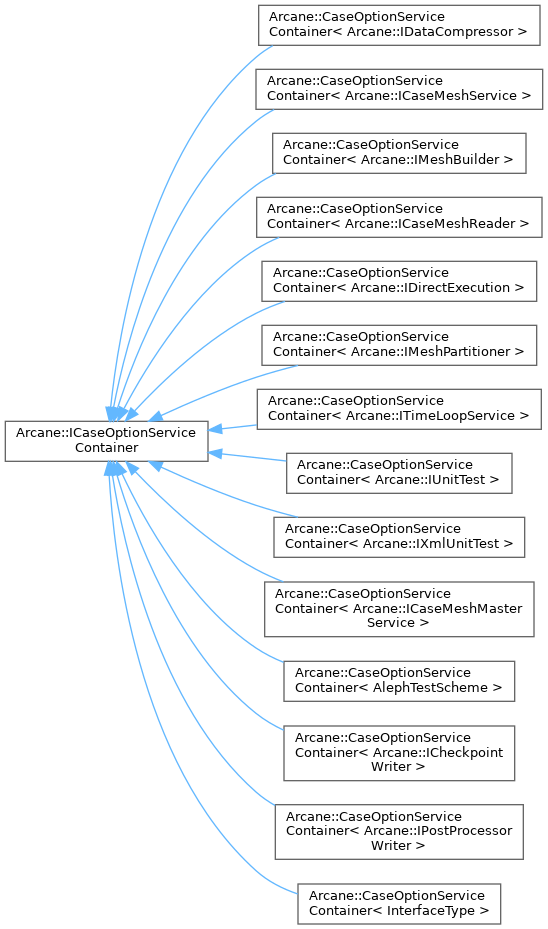 Arcane::CaseOptionService
Container< Arcane::IDataCompressor >
Arcane::CaseOptionService
Container< Arcane::ICaseMeshService >
Arcane::CaseOptionService
Container< Arcane::IMeshBuilder >
Arcane::CaseOptionService
Container< Arcane::ICaseMeshReader >
Arcane::CaseOptionService
Container< Arcane::IDirectExecution >
Arcane::CaseOptionService
Container< Arcane::IMeshPartitioner >
Arcane::CaseOptionService
Container< Arcane::ITimeLoopService >
Arcane::ICaseOptionService
Container
Arcane::CaseOptionService
Container< Arcane::IUnitTest >
Arcane::CaseOptionService
Container< Arcane::IXmlUnitTest >
Arcane::CaseOptionService
Container< Arcane::ICaseMeshMaster
Service >
Arcane::CaseOptionService
Container< AlephTestScheme >
Arcane::CaseOptionService
Container< Arcane::ICheckpoint
Writer >
Arcane::CaseOptionService
Container< Arcane::IPostProcessor
Writer >
Arcane::CaseOptionService
Container< InterfaceType >